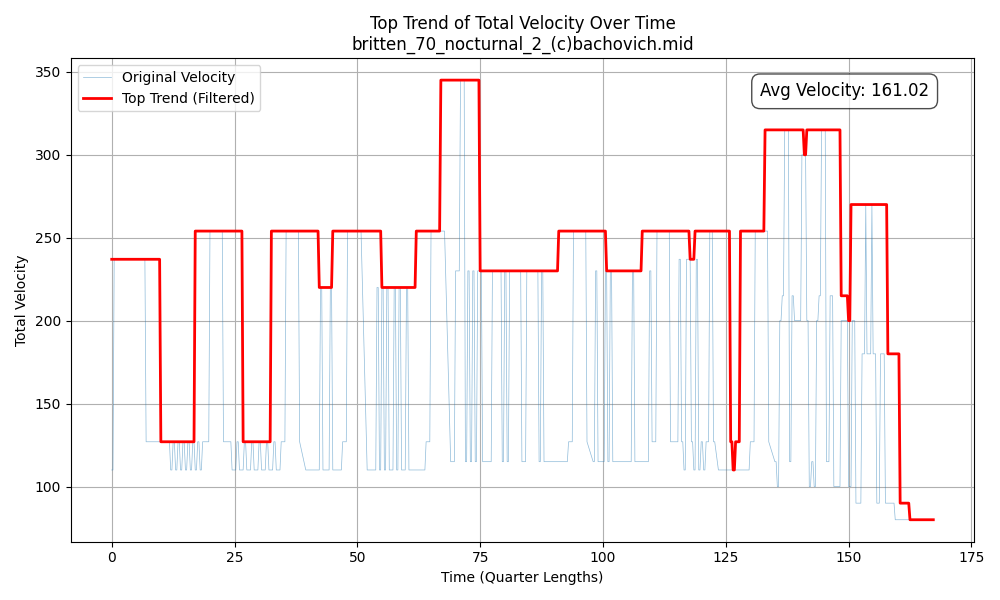 Top Trend of Total Velocity Over Time
britten_70_nocturnal_2_(c)bachovich.mid
Original Velocity
Top Trend (Filtered)
Avg Velocity: 161.02
Total Velocity
350
300
250
200
150
100
0 25 50 75 100 125 150 175
Time (Quarter Lengths)